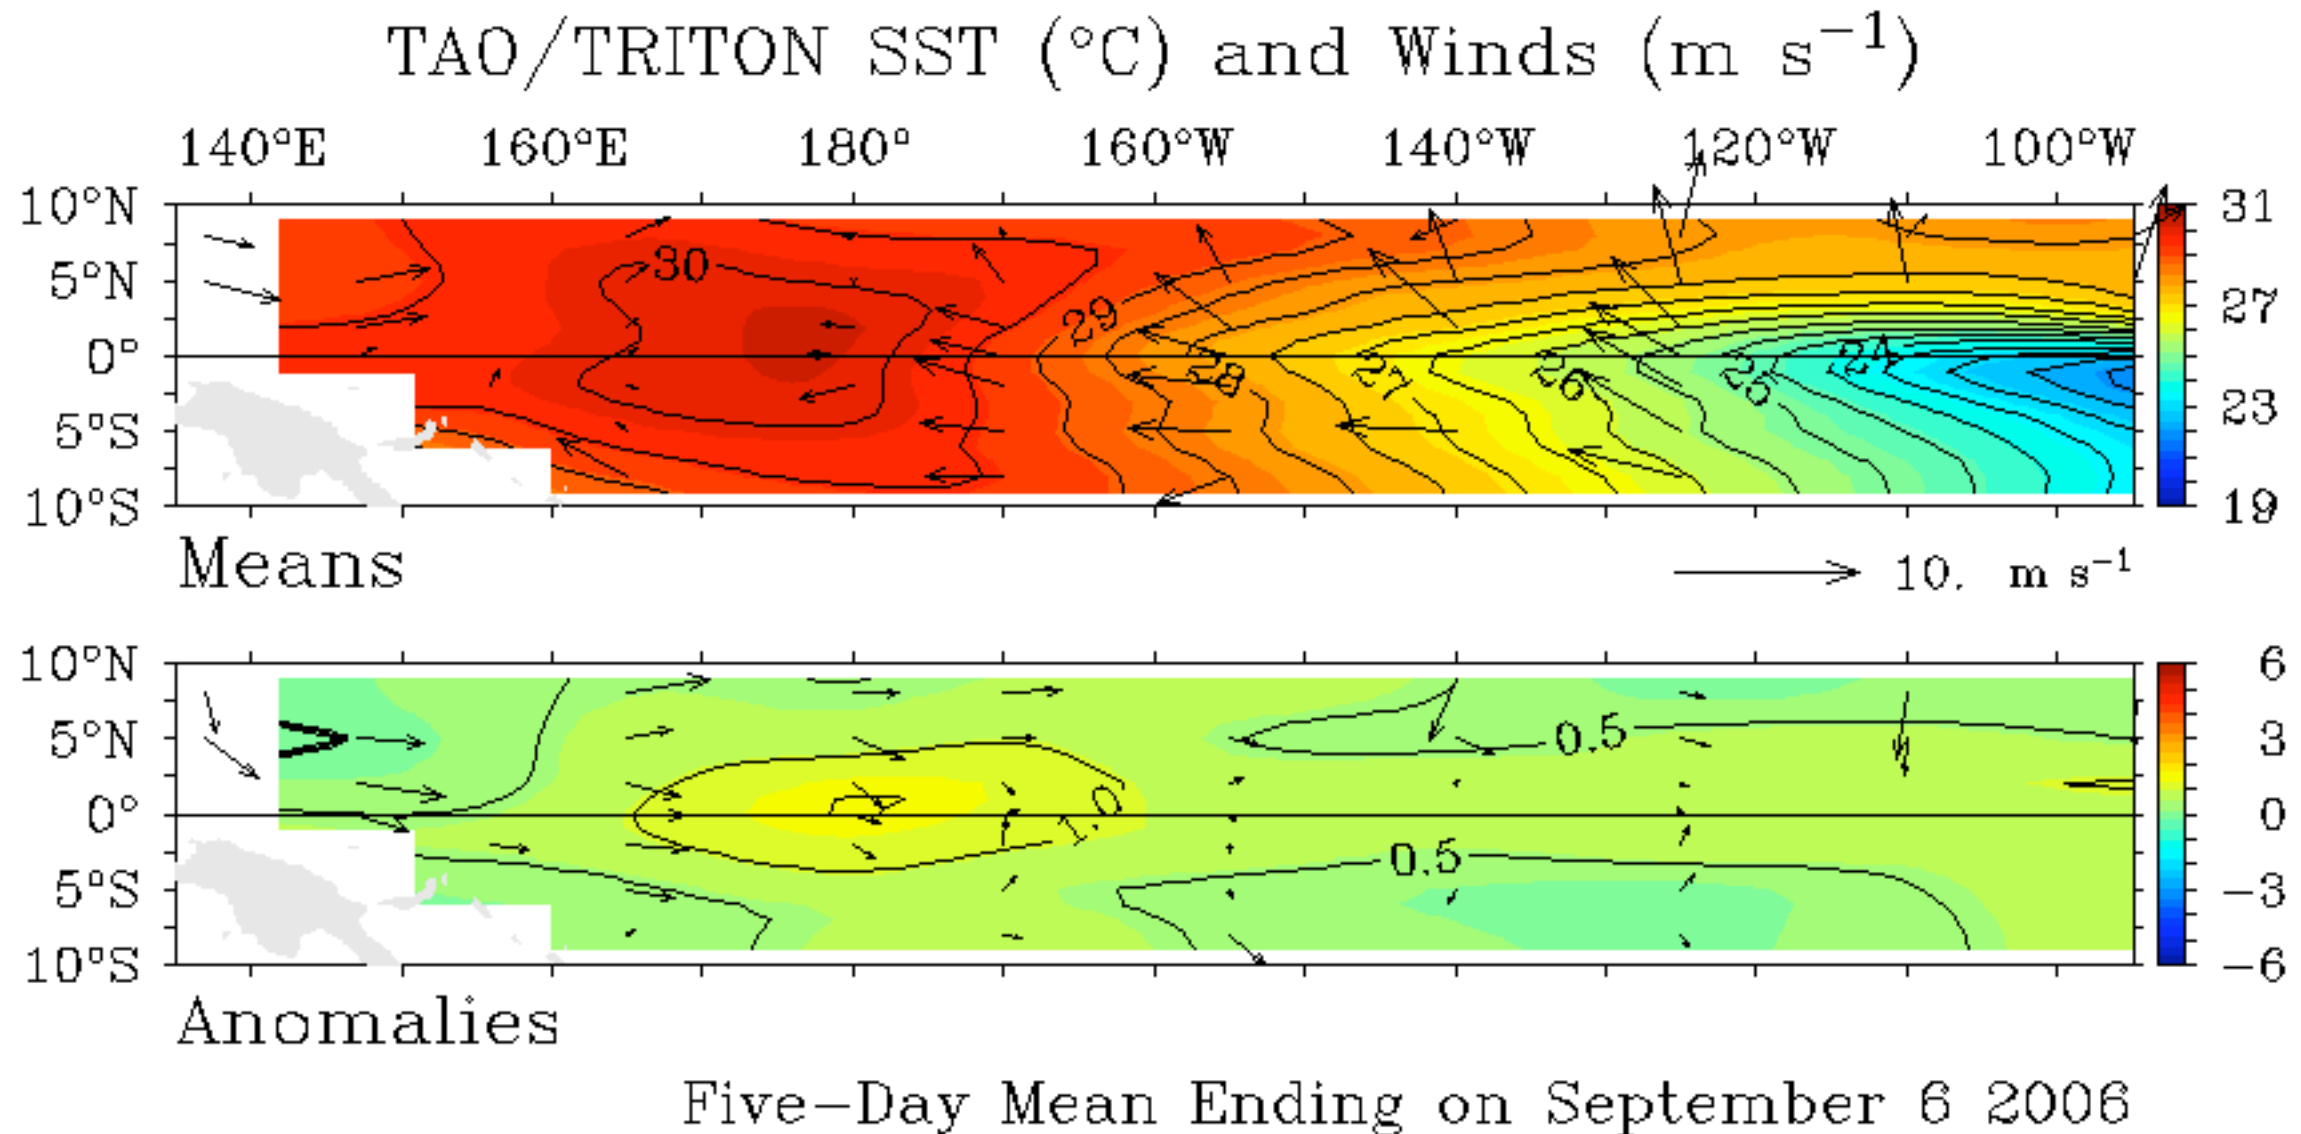 TAO/TRITON SST (°C) and Winds (m s⁻¹)
140°E 160°E 180° 160°W 140°W 120°W 100°W
10°N
5°N
0°
5°S
10°S
30
29
28
27
26
25
24
31
27
23
19
Means
10. m s⁻¹
10°N
5°N
0°
5°S
10°S
0.5
1.0
0.5
6
3
0
−3
−6
Anomalies
Five−Day Mean Ending on September 6 2006